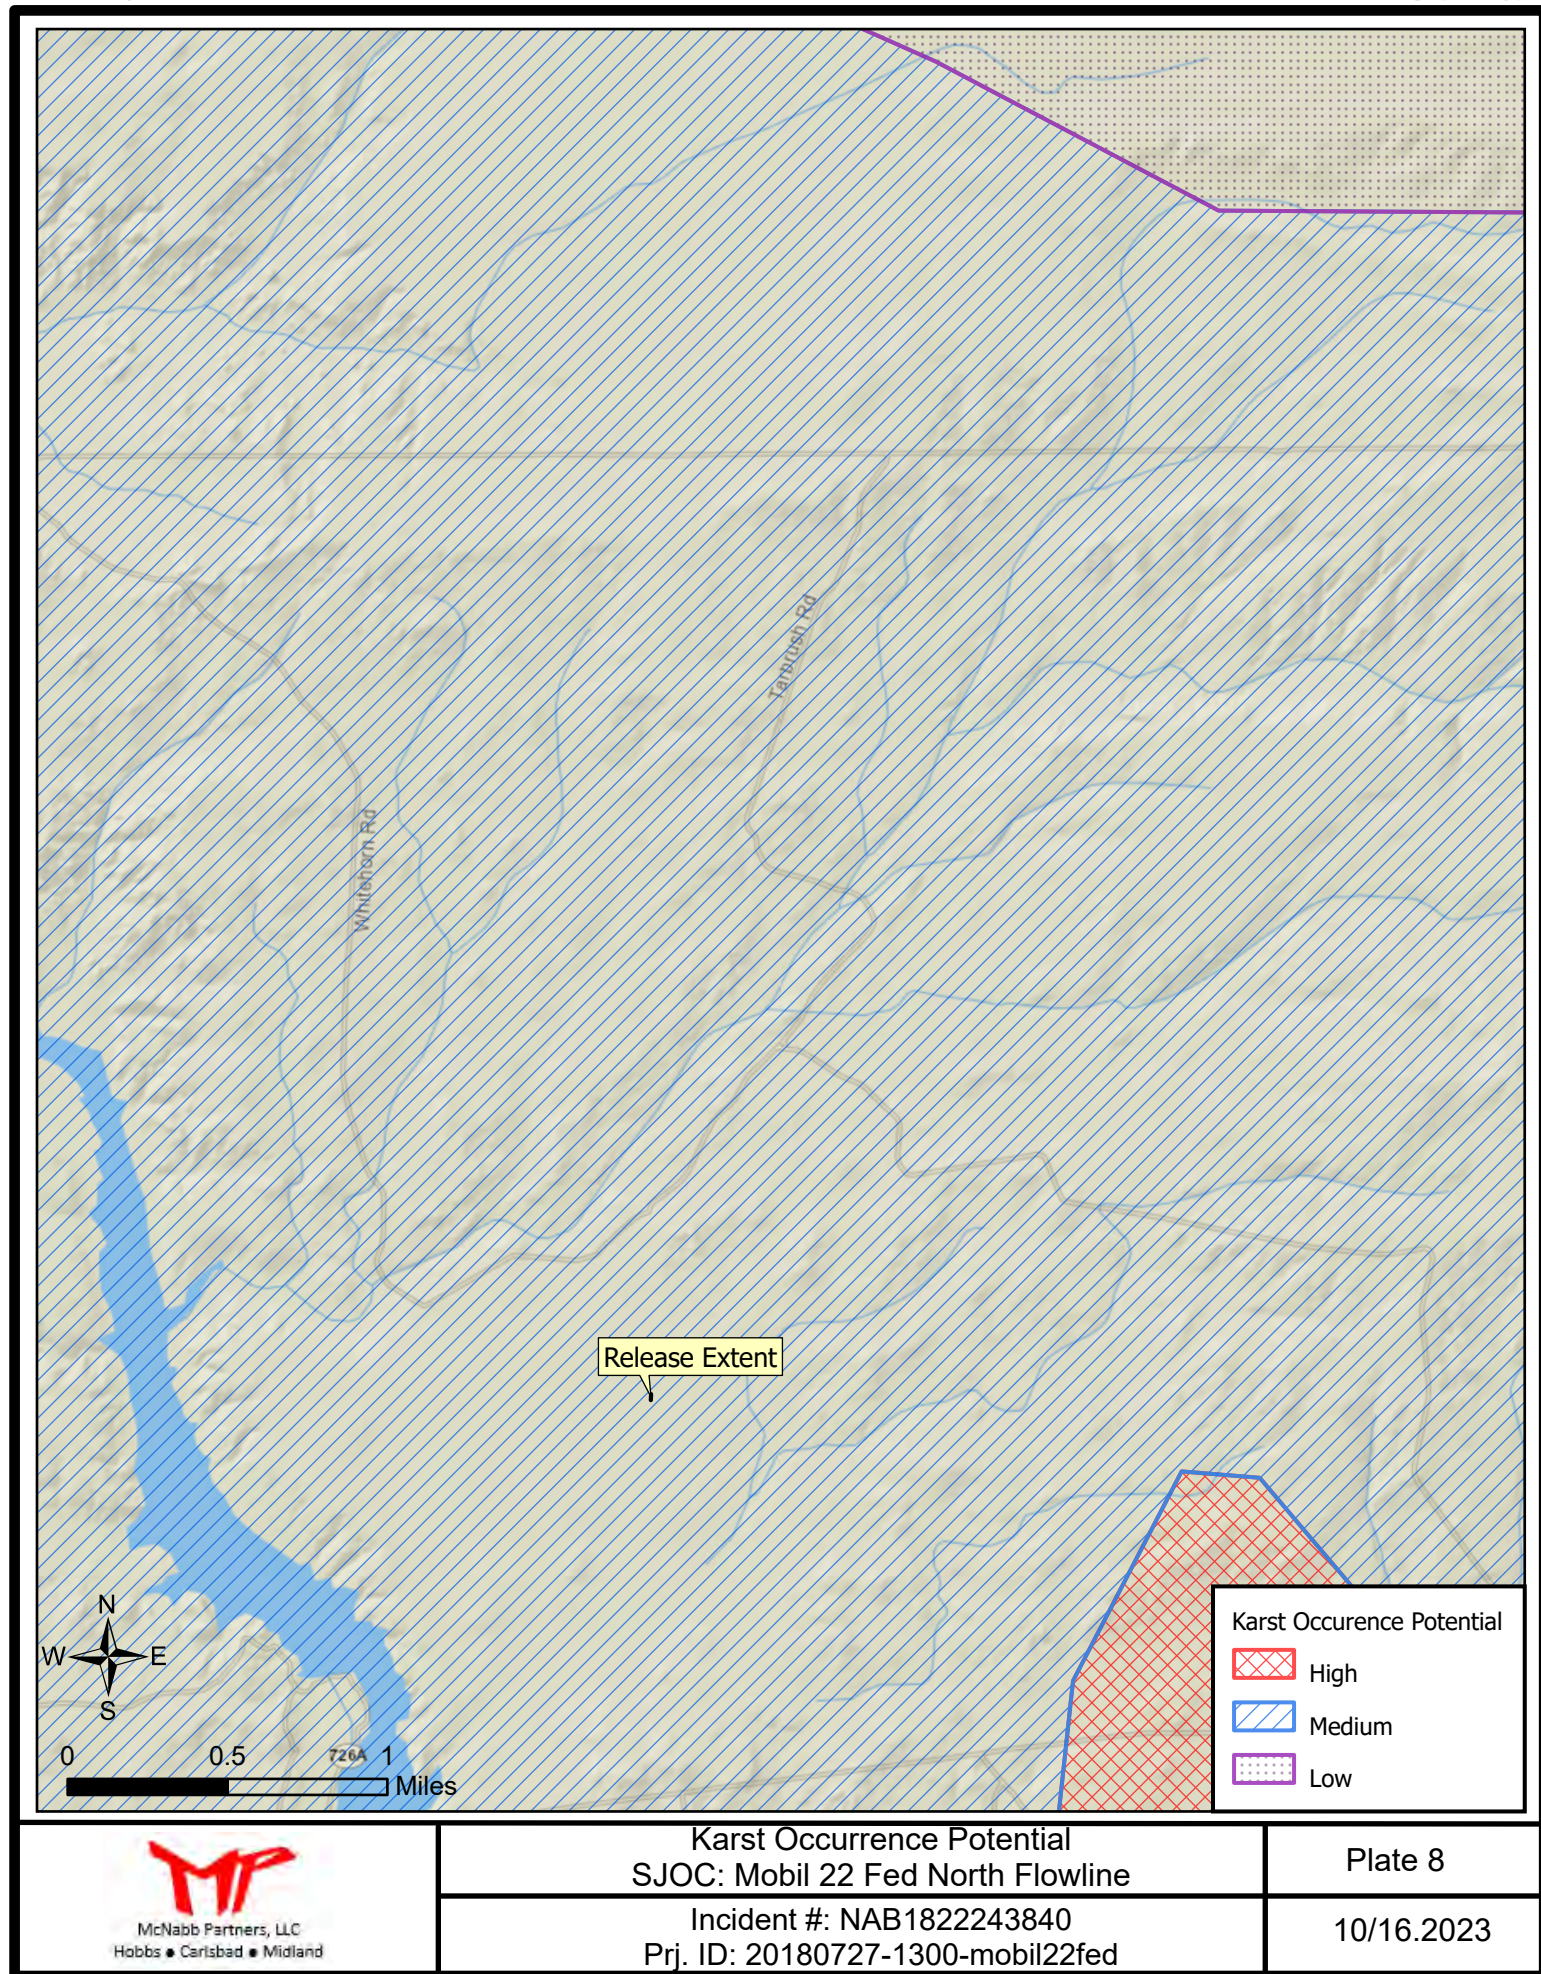 Tarbrush Rd
Whitehorn Rd
Release Extent
N
W E
S
0 0.5 1
Miles
726A
Karst Occurence Potential
High
Medium
Low
McNabb Partners, LLC
Hobbs ● Carlsbad ● Midland
Karst Occurrence Potential
SJOC: Mobil 22 Fed North Flowline
Plate 8
Incident #: NAB1822243840
Prj. ID: 20180727-1300-mobil22fed
10/16.2023